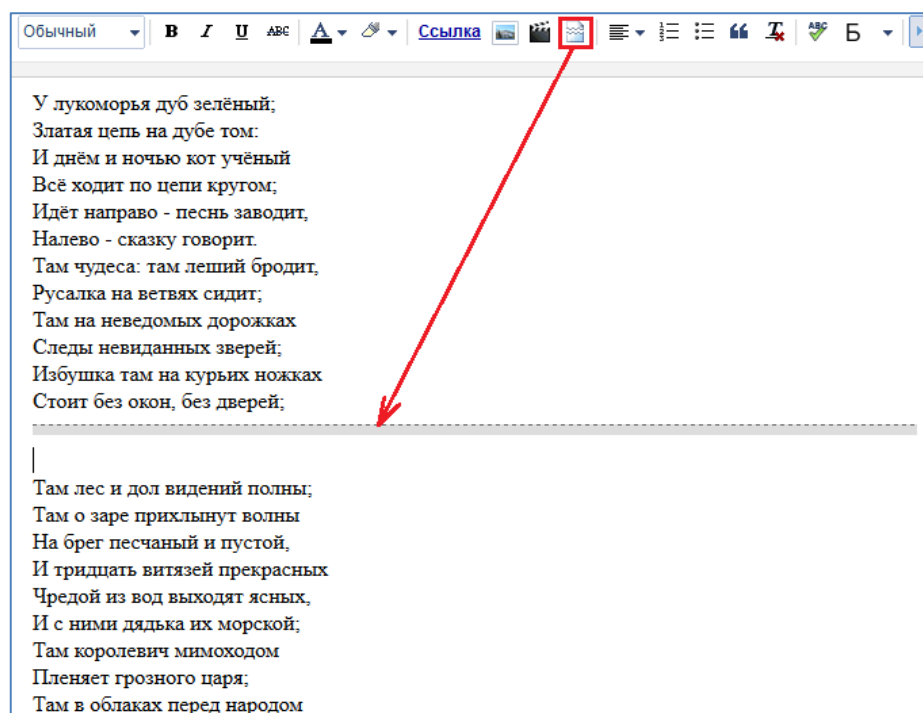 Обычный B I U ABC A Ссылка ABC Б
У лукоморья дуб зелёный;
Златая цепь на дубе том:
И днём и ночью кот учёный
Всё ходит по цепи кругом;
Идёт направо - песнь заводит,
Налево - сказку говорит.
Там чудеса: там леший бродит,
Русалка на ветвях сидит;
Там на неведомых дорожках
Следы невиданных зверей;
Избушка там на курьих ножках
Стоит без окон, без дверей;
Там лес и дол видений полны;
Там о заре прихлынут волны
На брег песчаный и пустой,
И тридцать витязей прекрасных
Чредой из вод выходят ясных,
И с ними дядька их морской;
Там королевич мимоходом
Пленяет грозного царя;
Там в облаках перед народом